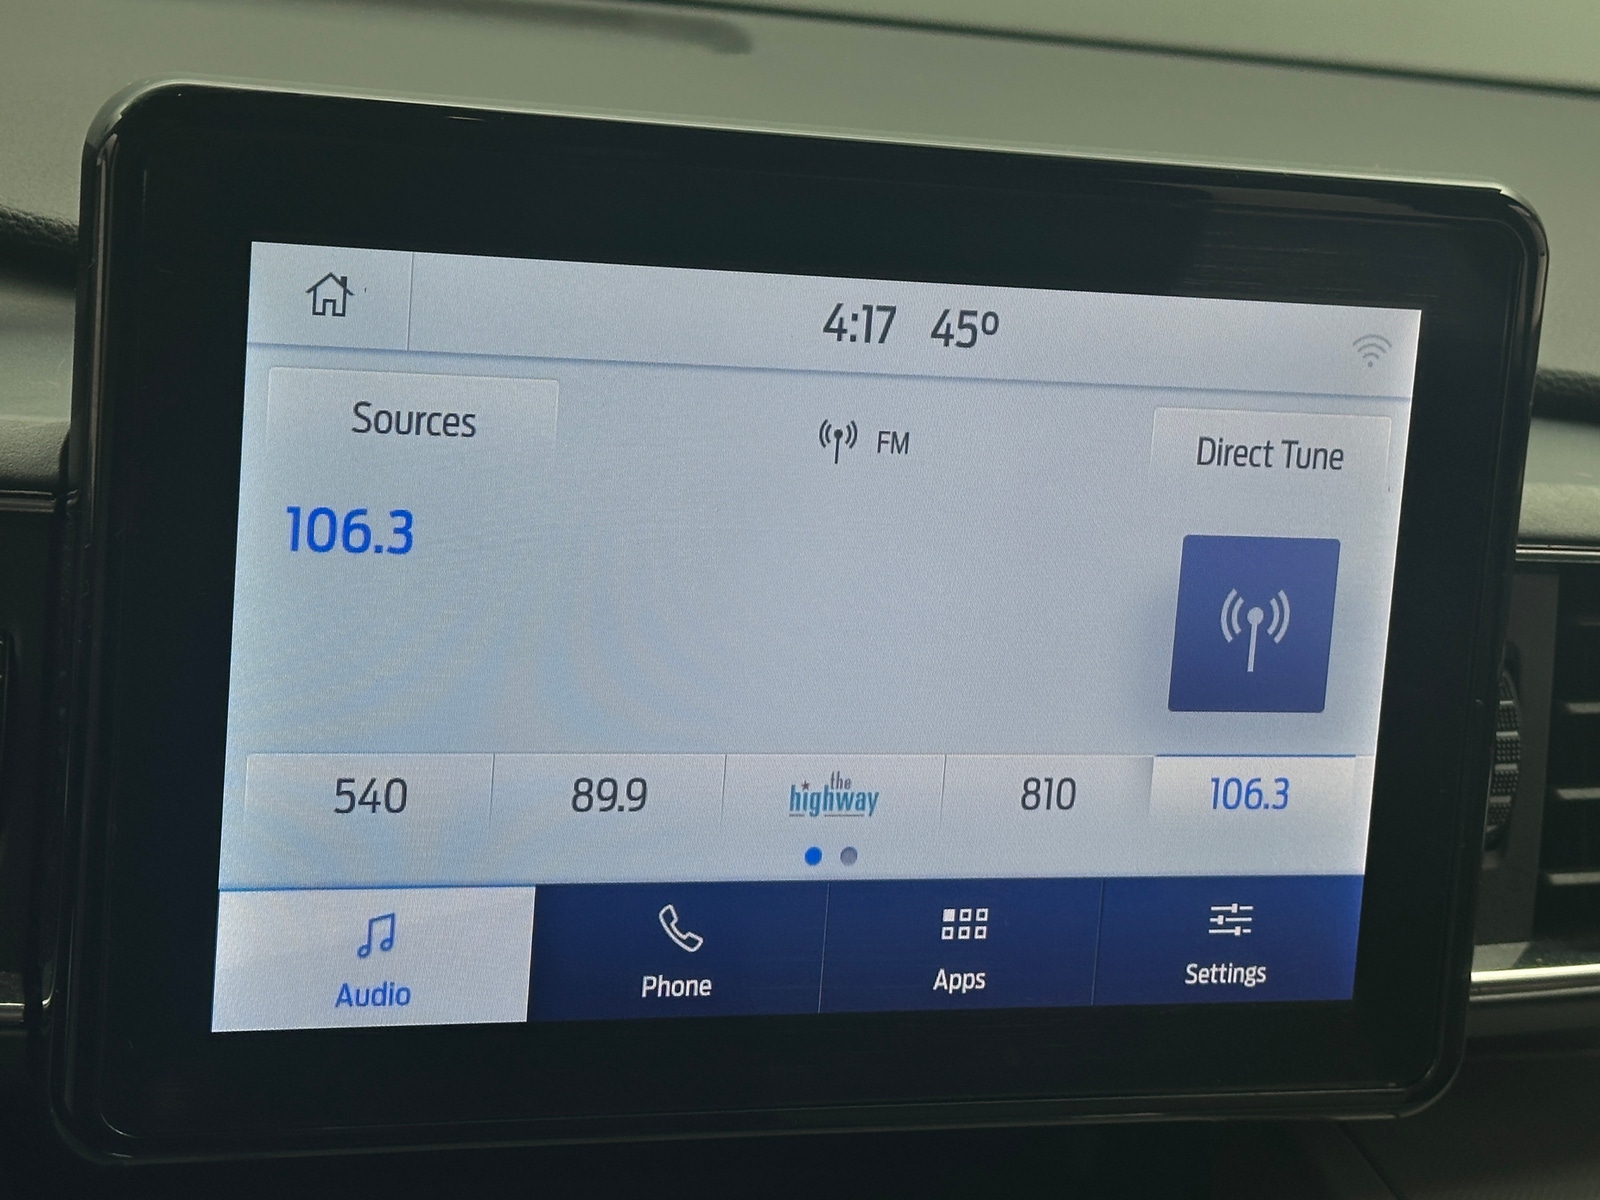 4:17 45º
Sources
FM
Direct Tune
106.3
540
89.9
the
highway
810
106.3
Audio
Phone
Apps
Settings